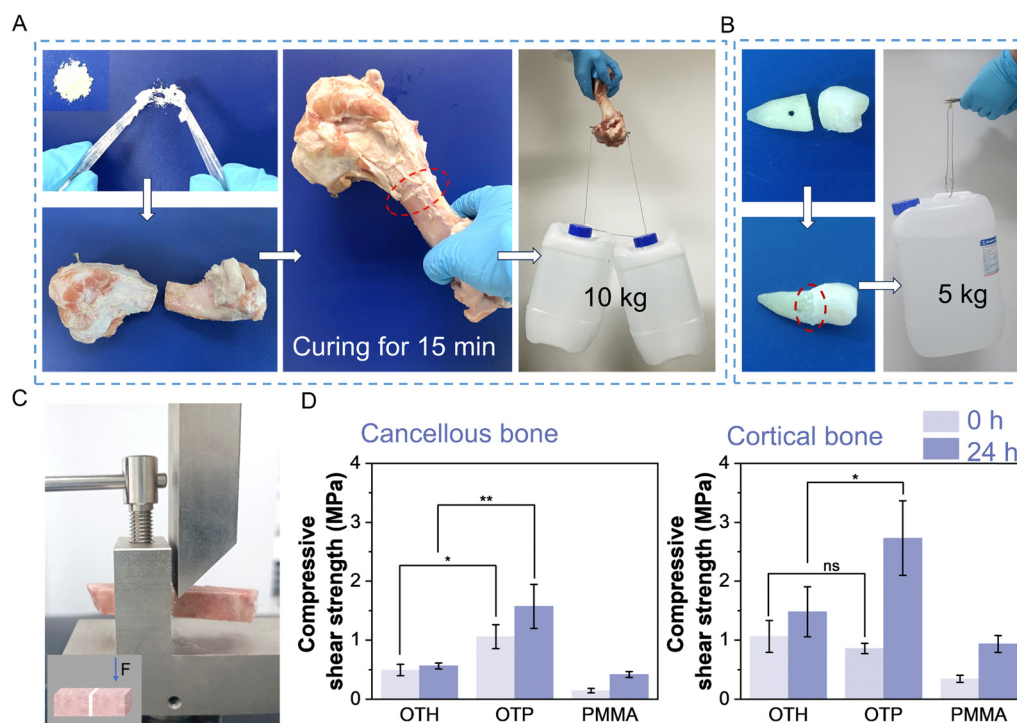 A
B
Curing for 15 min
10 kg
5 kg
C
F
D
Cancellous bone
Compressive
shear strength (MPa)
4
3
2
1
0
**
*
OTH
OTP
PMMA
Cortical bone
0 h
24 h
Compressive
shear strength (MPa)
4
3
2
1
0
*
ns
OTH
OTP
PMMA